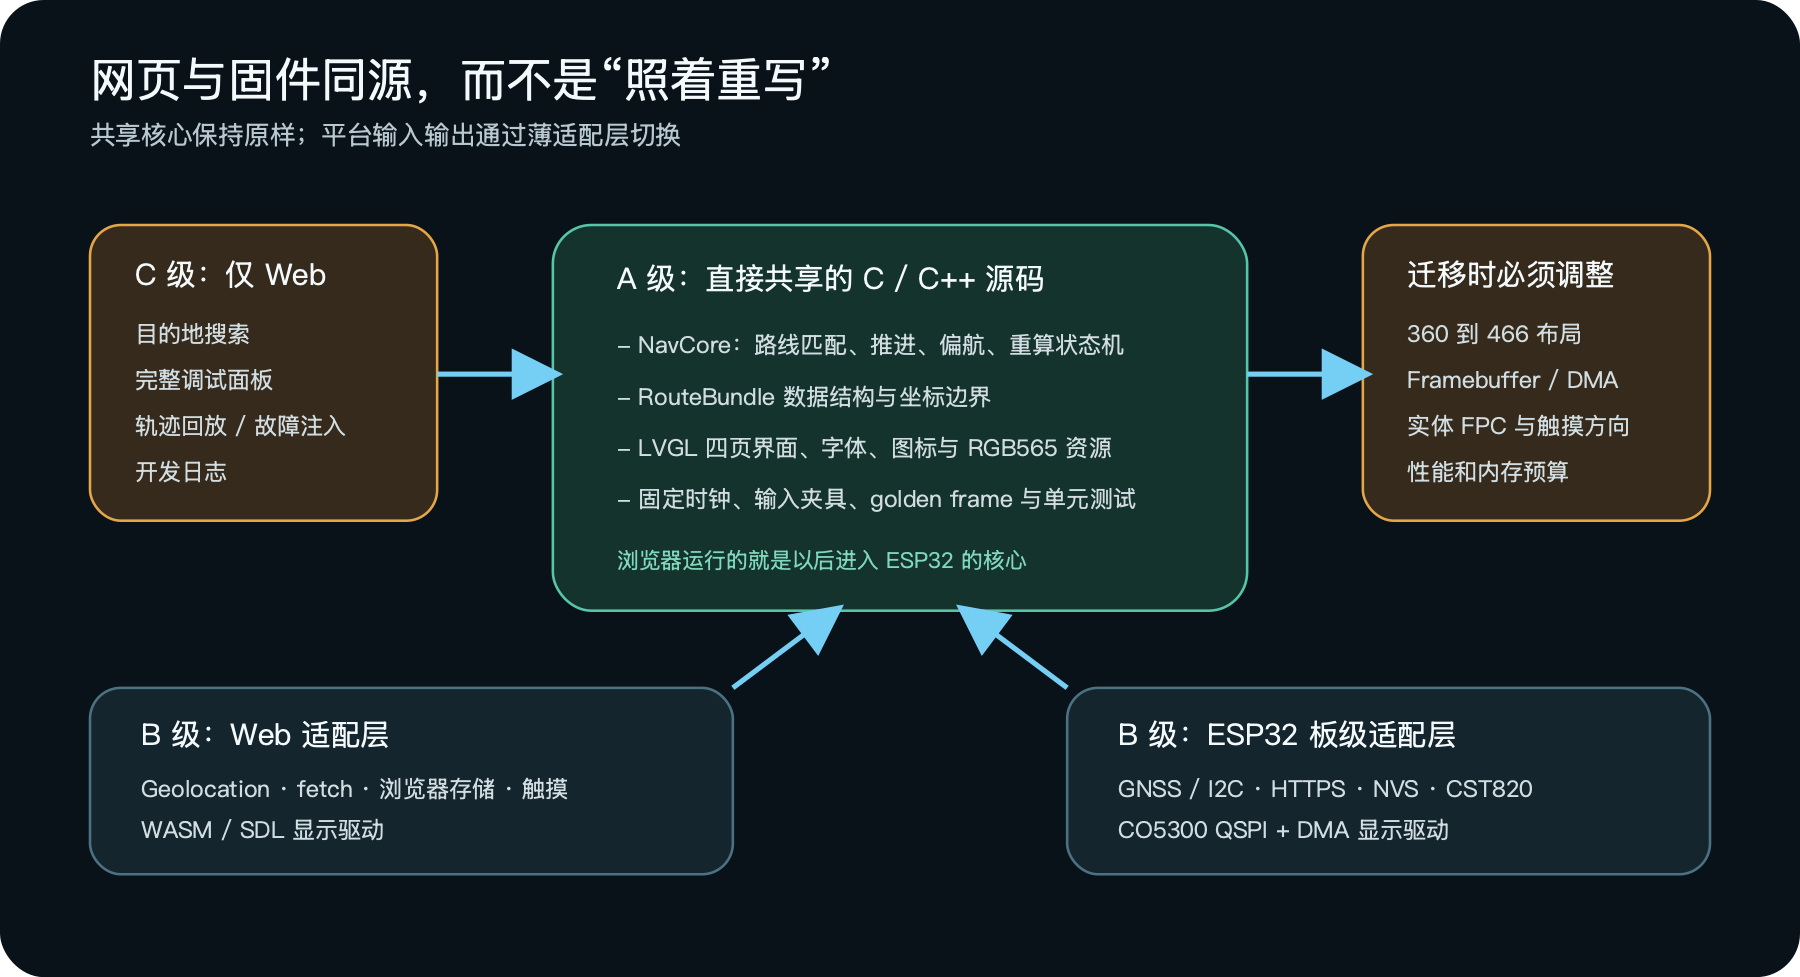 网页与固件同源，而不是“照着重写”
共享核心保持原样；平台输入输出通过薄适配层切换
C 级：仅 Web
目的地搜索
完整调试面板
轨迹回放 / 故障注入
开发日志
A 级：直接共享的 C / C++ 源码
– NavCore：路线匹配、推进、偏航、重算状态机
– RouteBundle 数据结构与坐标边界
– LVGL 四页界面、字体、图标与 RGB565 资源
– 固定时钟、输入夹具、golden frame 与单元测试
浏览器运行的就是以后进入 ESP32 的核心
迁移时必须调整
360 到 466 布局
Framebuffer / DMA
实体 FPC 与触摸方向
性能和内存预算
B 级：Web 适配层
Geolocation · fetch · 浏览器存储 · 触摸
WASM / SDL 显示驱动
B 级：ESP32 板级适配层
GNSS / I2C · HTTPS · NVS · CST820
CO5300 QSPI + DMA 显示驱动